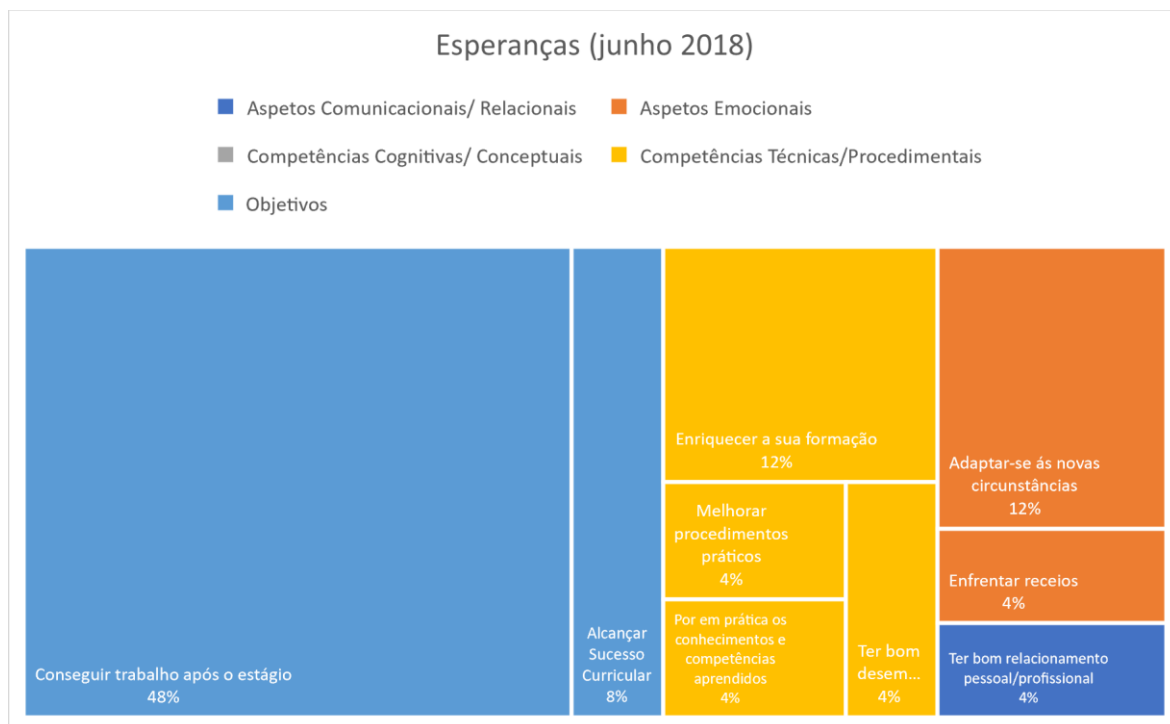 Esperanças (junho 2018)
Aspetos Comunicacionais/ Relacionais
Aspetos Emocionais
Competências Cognitivas/ Conceptuais
Competências Técnicas/Procedimentais
Objetivos
Conseguir trabalho após o estágio
48%
Alcançar
Sucesso
Curricular
8%
Enriquecer a sua formação
12%
Melhorar
procedimentos
práticos
4%
Por em prática os
conhecimentos e
competências
aprendidos
4%
Ter bom
desem...
4%
Adaptar-se ás novas
circunstâncias
12%
Enfrentar receios
4%
Ter bom relacionamento
pessoal/profissional
4%